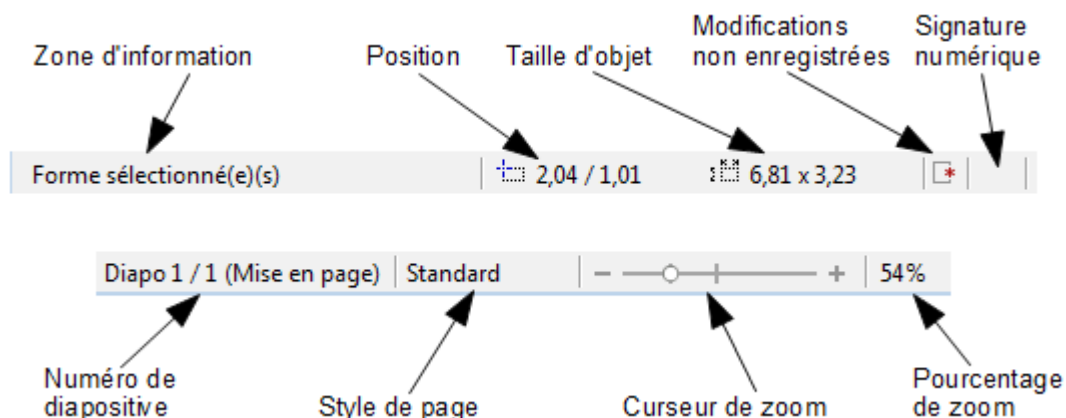 Zone d'information
Position
Taille d'objet
Modifications
non enregistrées
Signature
numérique
Forme sélectionné(e)(s)
2,04 / 1,01
6,81 x 3,23
Diapo 1 / 1 (Mise en page)
Standard
54%
Numéro de
diapositive
Style de page
Curseur de zoom
Pourcentage
de zoom